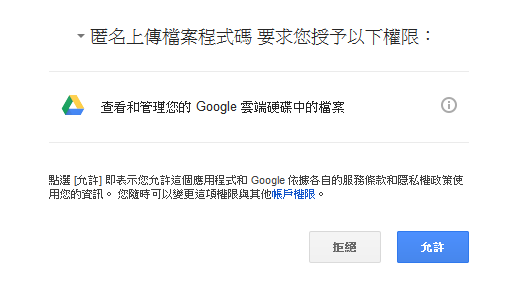 匿名上傳檔案程式碼 要求您授予以下權限：
查看和管理您的 Google 雲端硬碟中的檔案
點選 [允許] 即表示您允許這個應用程式和 Google 依據各自的服務條款和隱私權政策使
用您的資訊。您隨時可以變更這項權限與其他帳戶權限。
拒絕
允許